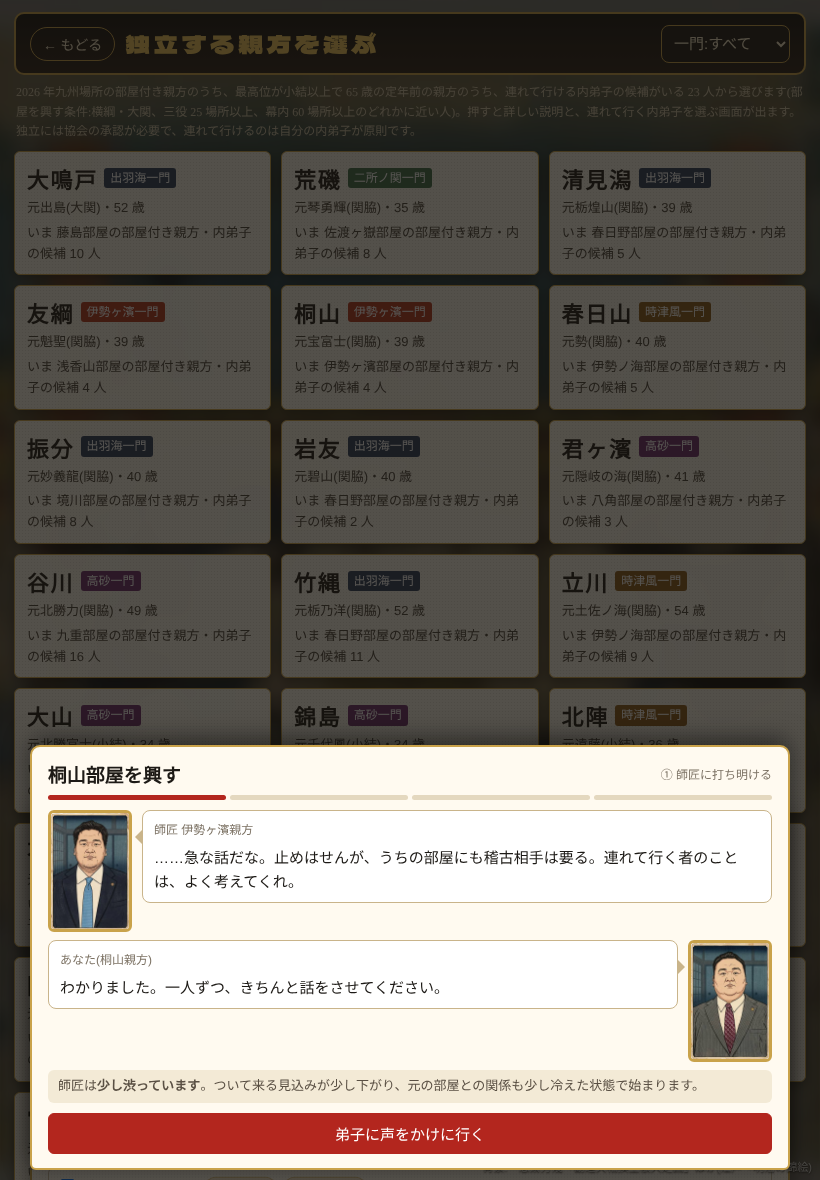 ← もどる
独立する親方を選ぶ
一門:すべて
2026 年九州場所の部屋付き親方のうち、最高位が小結以上で 65 歳の定年前の親方のうち、連れて行ける内弟子の候補がいる 23 人から選びます(部
屋を興す条件:横綱・大関、三役 25 場所以上、幕内 60 場所以上のどれかに近い人)。押すと詳しい説明と、連れて行く内弟子を選ぶ画面が出ます。
独立には協会の承認が必要で、連れて行けるのは自分の内弟子が原則です。
大鳴戸 出羽海一門
元出島(大関)・52 歳
いま 藤島部屋の部屋付き親方・内弟子
の候補 10 人
荒磯 二所ノ関一門
元琴勇輝(関脇)・35 歳
いま 佐渡ヶ嶽部屋の部屋付き親方・内
弟子の候補 8 人
清見潟 出羽海一門
元栃煌山(関脇)・39 歳
いま 春日野部屋の部屋付き親方・内弟
子の候補 5 人
友綱 伊勢ヶ濱一門
元魁聖(関脇)・39 歳
いま 浅香山部屋の部屋付き親方・内弟
子の候補 4 人
桐山 伊勢ヶ濱一門
元宝富士(関脇)・39 歳
いま 伊勢ヶ濱部屋の部屋付き親方・内
弟子の候補 4 人
春日山 時津風一門
元勢(関脇)・40 歳
いま 伊勢ノ海部屋の部屋付き親方・内
弟子の候補 5 人
振分 出羽海一門
元妙義龍(関脇)・40 歳
いま 境川部屋の部屋付き親方・内弟子
の候補 8 人
岩友 出羽海一門
元碧山(関脇)・40 歳
いま 春日野部屋の部屋付き親方・内弟
子の候補 2 人
君ヶ濱 高砂一門
元隠岐の海(関脇)・41 歳
いま 八角部屋の部屋付き親方・内弟子
の候補 3 人
谷川 高砂一門
元北勝力(関脇)・49 歳
いま 九重部屋の部屋付き親方・内弟子
の候補 16 人
竹縄 出羽海一門
元栃乃洋(関脇)・52 歳
いま 春日野部屋の部屋付き親方・内弟
子の候補 11 人
立川 時津風一門
元土佐ノ海(関脇)・54 歳
いま 伊勢ノ海部屋の部屋付き親方・内
弟子の候補 9 人
大山 高砂一門
錦島 高砂一門
北陣 時津風一門
桐山部屋を興す
① 師匠に打ち明ける
師匠 伊勢ヶ濱親方
……急な話だな。止めはせんが、うちの部屋にも稽古相手は要る。連れて行く者のこと
は、よく考えてくれ。
あなた(桐山親方)
わかりました。一人ずつ、きちんと話をさせてください。
師匠は少し渋っています。ついて来る見込みが少し下がり、元の部屋との関係も少し冷えた状態で始まります。
弟子に声をかけに行く